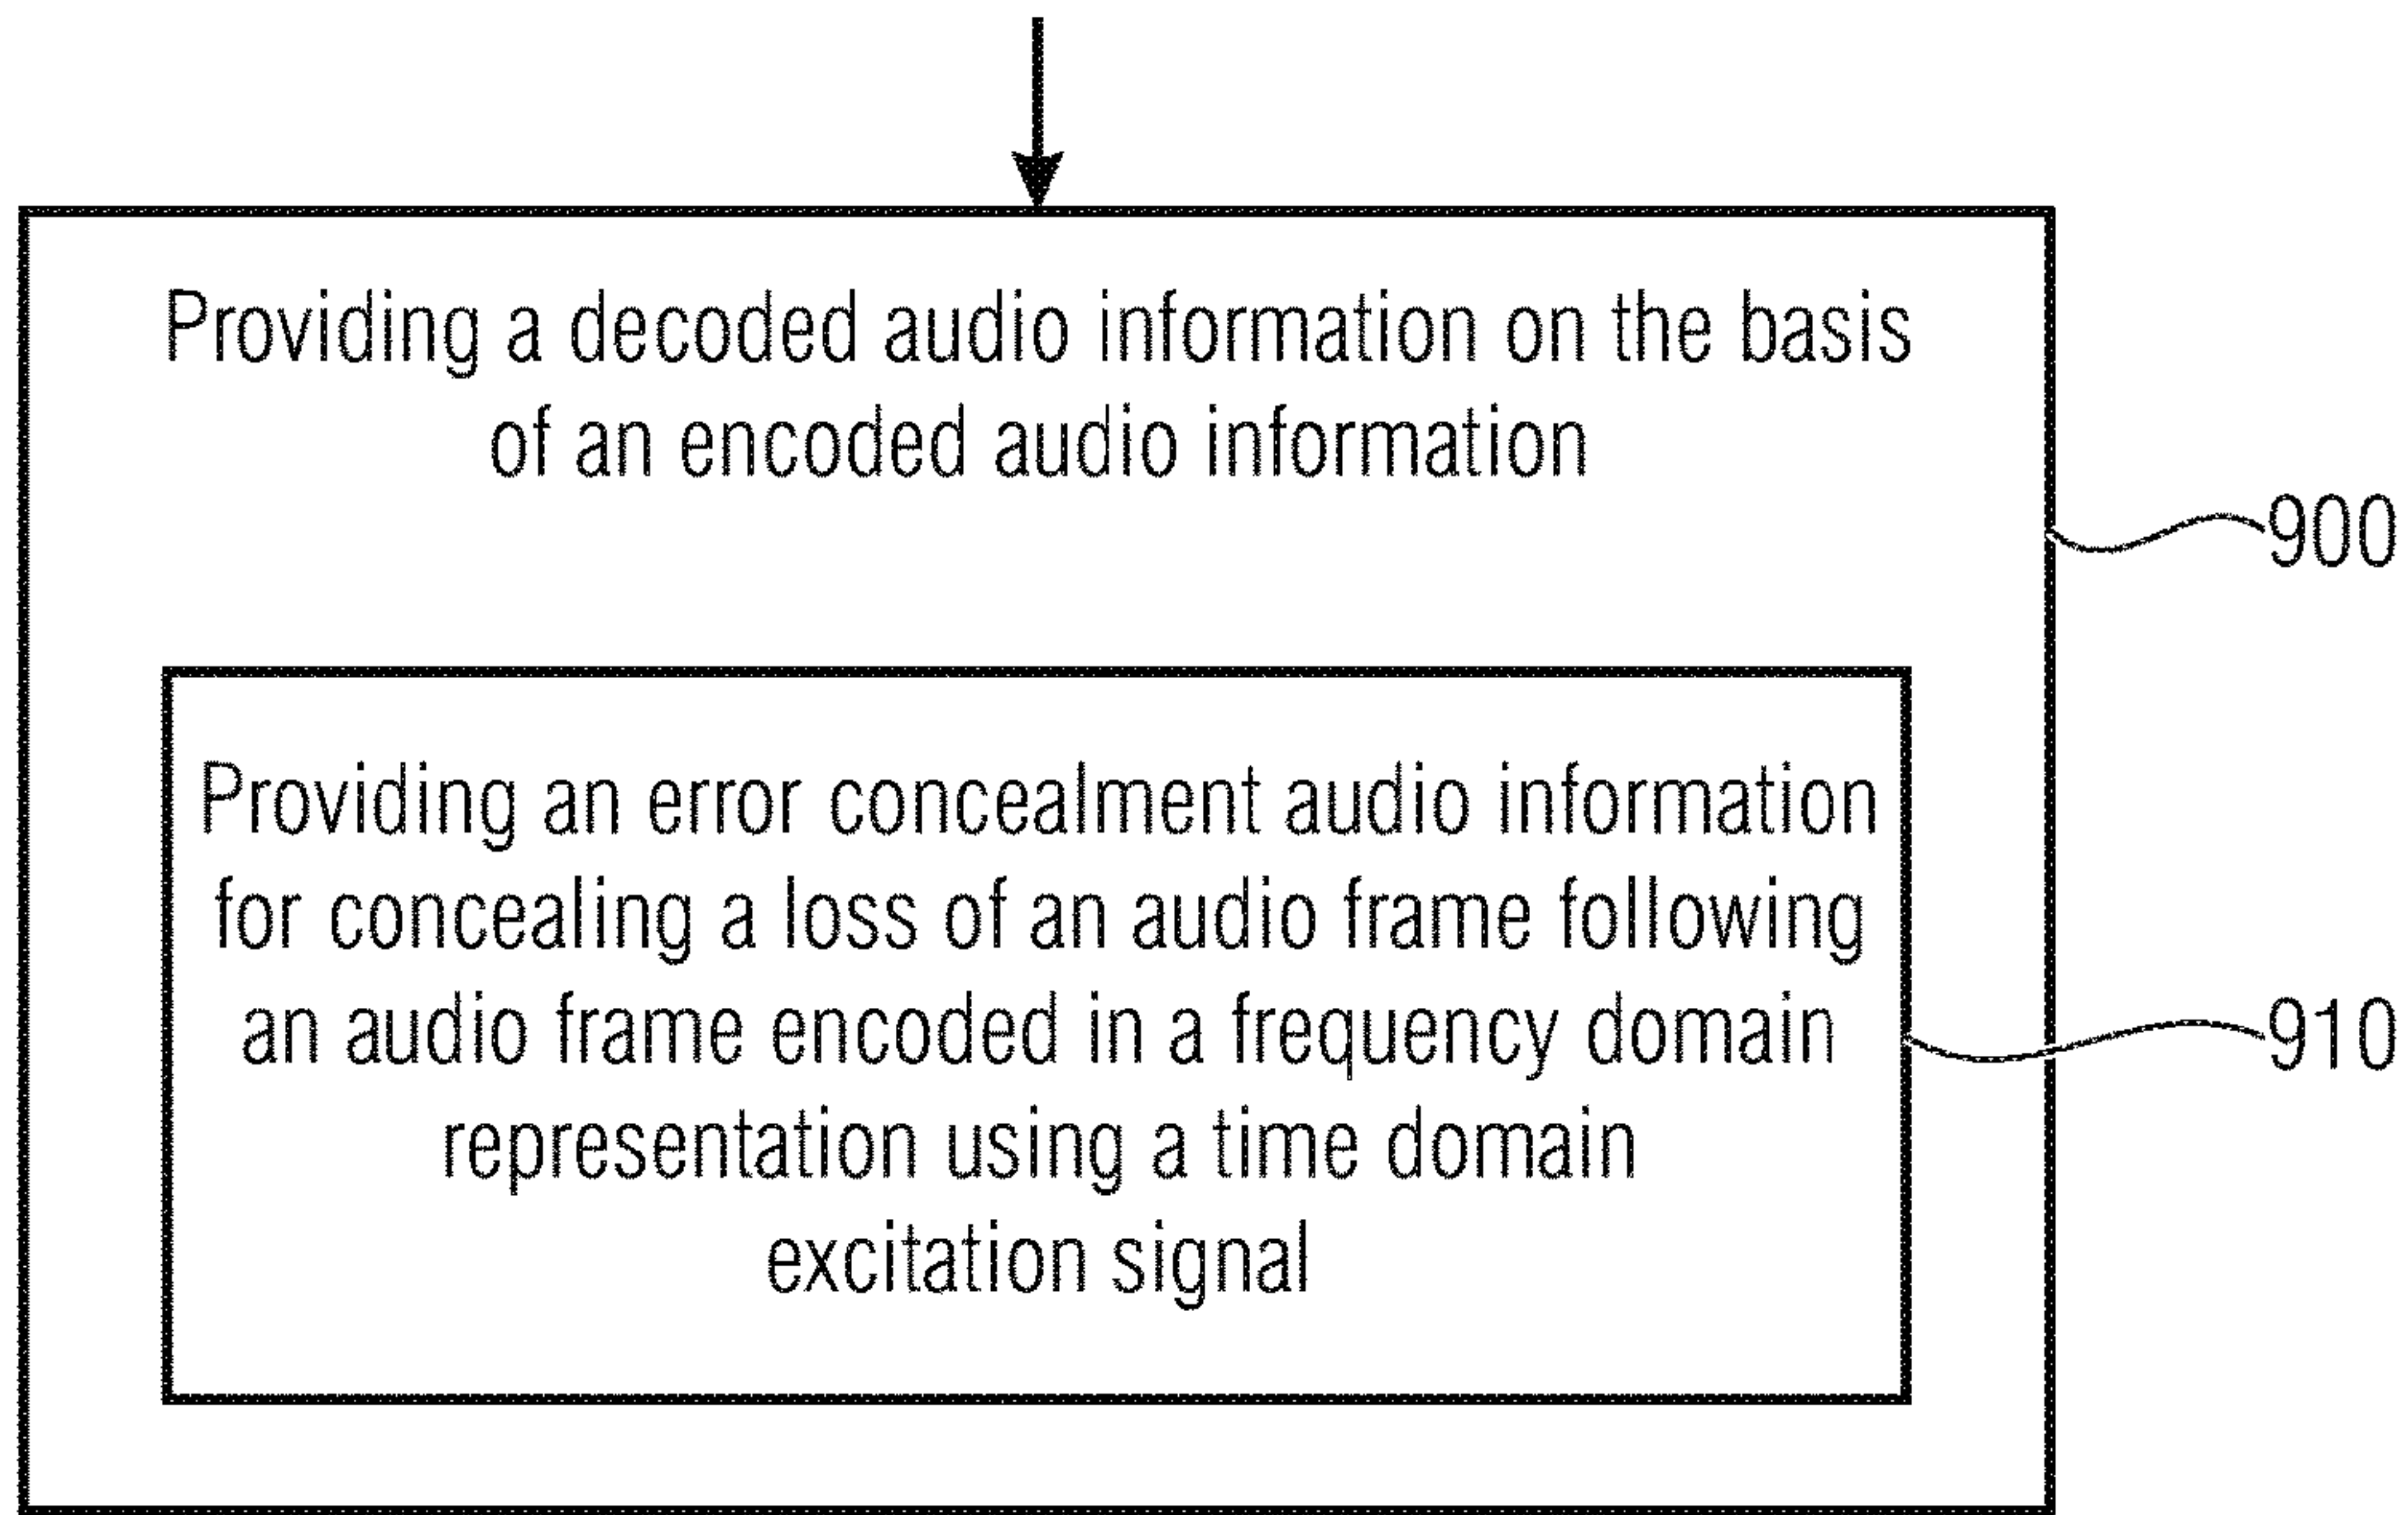 Providing a decoded audio information on the basis
of an encoded audio information
900
Providing an error concealment audio information
for concealing a loss of an audio frame following
an audio frame encoded in a frequency domain
910
representation using a time domain
excitation signal